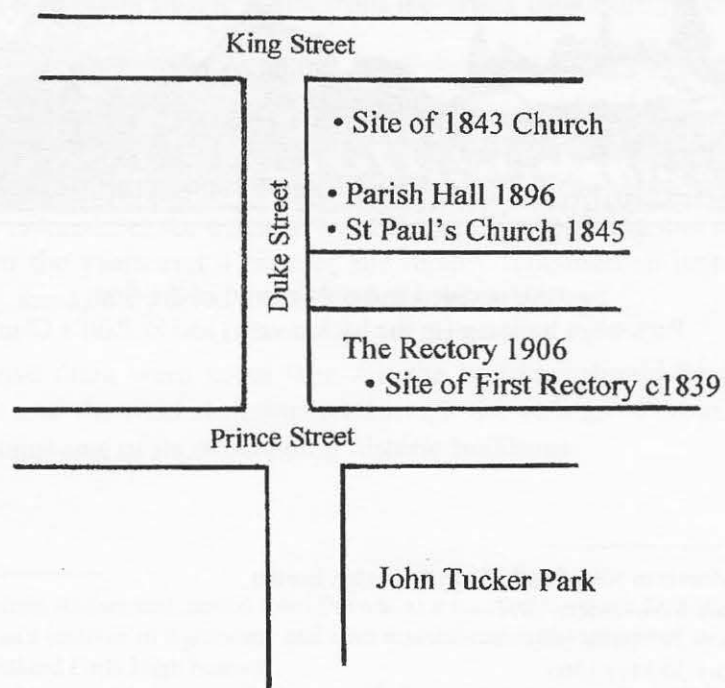 King Street
• Site of 1843 Church
• Parish Hall 1896
• St Paul's Church 1845
Duke Street
The Rectory 1906
• Site of First Rectory c1839
Prince Street
John Tucker Park